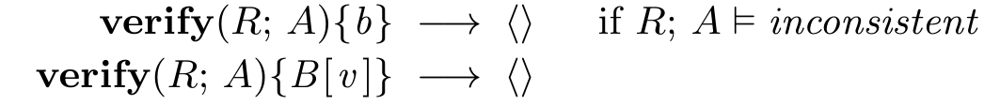 verify(R; A){b} ⟶ ⟨⟩ if R; A ⊨ inconsistent
verify(R; A){B[v]} ⟶ ⟨⟩